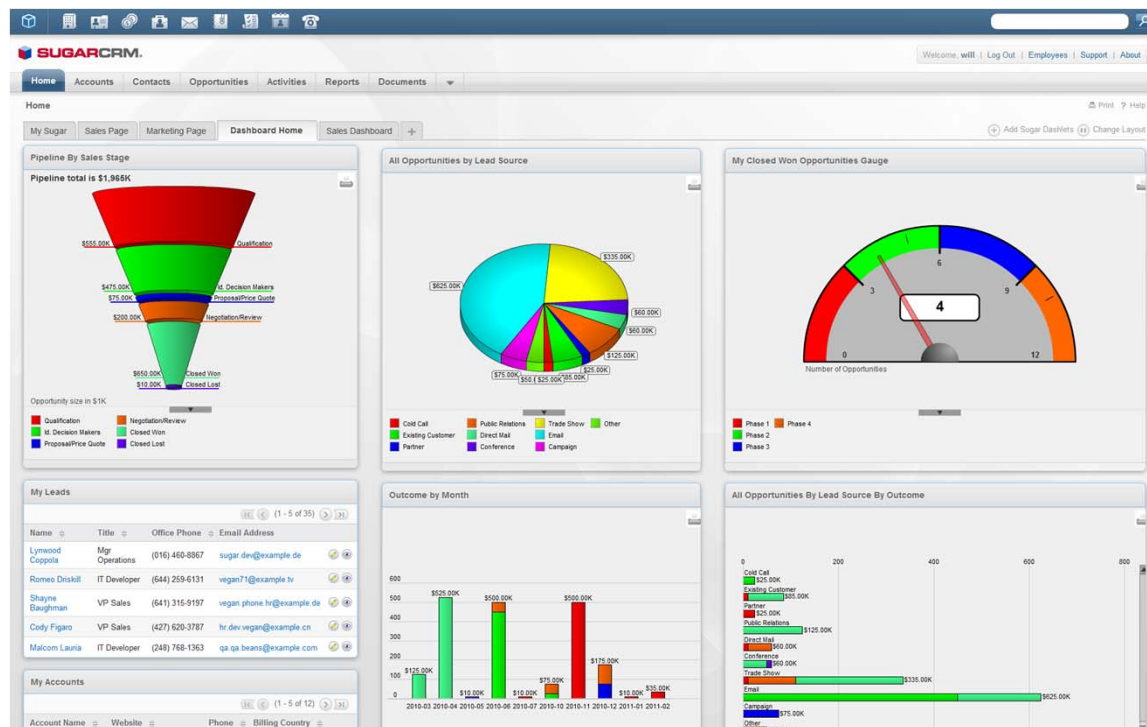 SUGARCRM.
Welcome, will | Log Out | Employees | Support | About
Home Accounts Contacts Opportunities Activities Reports Documents
Home
Print ? Help
My Sugar Sales Page Marketing Page Dashboard Home Sales Dashboard +
Add Sugar Dashlets Change Layout
Pipeline By Sales Stage
Pipeline total is $1,965K
$555.00K Qualification
$475.00K Id. Decision Makers
$75.00K Proposal/Price Quote
$200.00K Negotiation/Review
$650.00K Closed Won
$10.00K Closed Lost
Opportunity size in $1K
Qualification Negotiation/Review
Id. Decision Makers Closed Won
Proposal/Price Quote Closed Lost
All Opportunities by Lead Source
$335.00K
$625.00K
$60.00K
$60.00K
$125.00K
$25.00K
$75.00K $50. $25.00K $85.00K
Cold Call Public Relations Trade Show Other
Existing Customer Direct Mail Email
Partner Conference Campaign
My Closed Won Opportunities Gauge
6
3 9
4
0 12
Number of Opportunities
Phase 1 Phase 4
Phase 2
Phase 3
My Leads
(1 - 5 of 35)
Name Title Office Phone Email Address
Lynwood Coppola Mgr Operations (016) 460-8867 sugar.dev@example.de
Romeo Driskill IT Developer (644) 259-6131 vegan71@example.tv
Shayne Baughman VP Sales (641) 315-9197 vegan.phone.hr@example.de
Cody Figaro VP Sales (427) 620-3787 hr.dev.vegan@example.cn
Malcom Lauria IT Developer (248) 768-1363 qa.qa.beans@example.com
My Accounts
(1 - 5 of 12)
Account Name Website Phone Billing Country
Outcome by Month
600
500
400
300
200
100
0
$125.00K $525.00K $10.00K $500.00K $10.00K $75.00K $500.00K $175.00K $10.00K $35.00K
2010-03 2010-04 2010-05 2010-06 2010-07 2010-10 2010-11 2010-12 2011-01 2011-02
All Opportunities By Lead Source By Outcome
0 200 400 600 800
Cold Call
$25.00K
Existing Customer
$85.00K
Partner
$25.00K
Public Relations
$125.00K
Direct Mail
$60.00K
Conference
$60.00K
Trade Show
$335.00K
Email
$625.00K
Campaign
$75.00K
Other